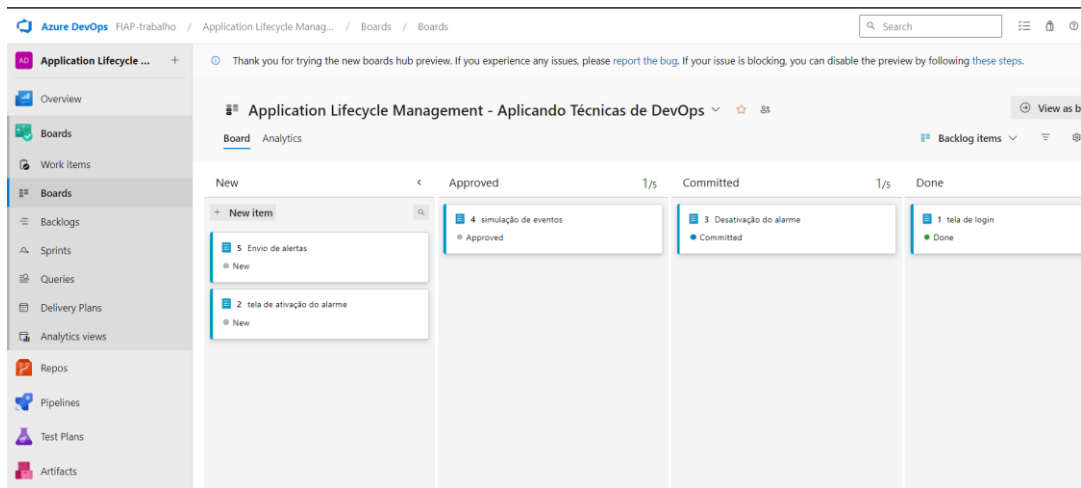 Azure DevOps FIAP-trabalho / Application Lifecycle Manag... / Boards / Boards
Search
AD Application Lifecycle ... +
Thank you for trying the new boards hub preview. If you experience any issues, please report the bug. If your issue is blocking, you can disable the preview by following these steps.
Overview
Boards
Work items
Boards
Backlogs
Sprints
Queries
Delivery Plans
Analytics views
Repos
Pipelines
Test Plans
Artifacts
Application Lifecycle Management - Aplicando Técnicas de DevOps
View as b
Board Analytics
Backlog items
New
+ New item
5 Envio de alertas
New
2 tela de ativação do alarme
New
Approved 1/5
4 simulação de eventos
Approved
Committed 1/5
3 Desativação do alarme
Committed
Done
1 tela de login
Done